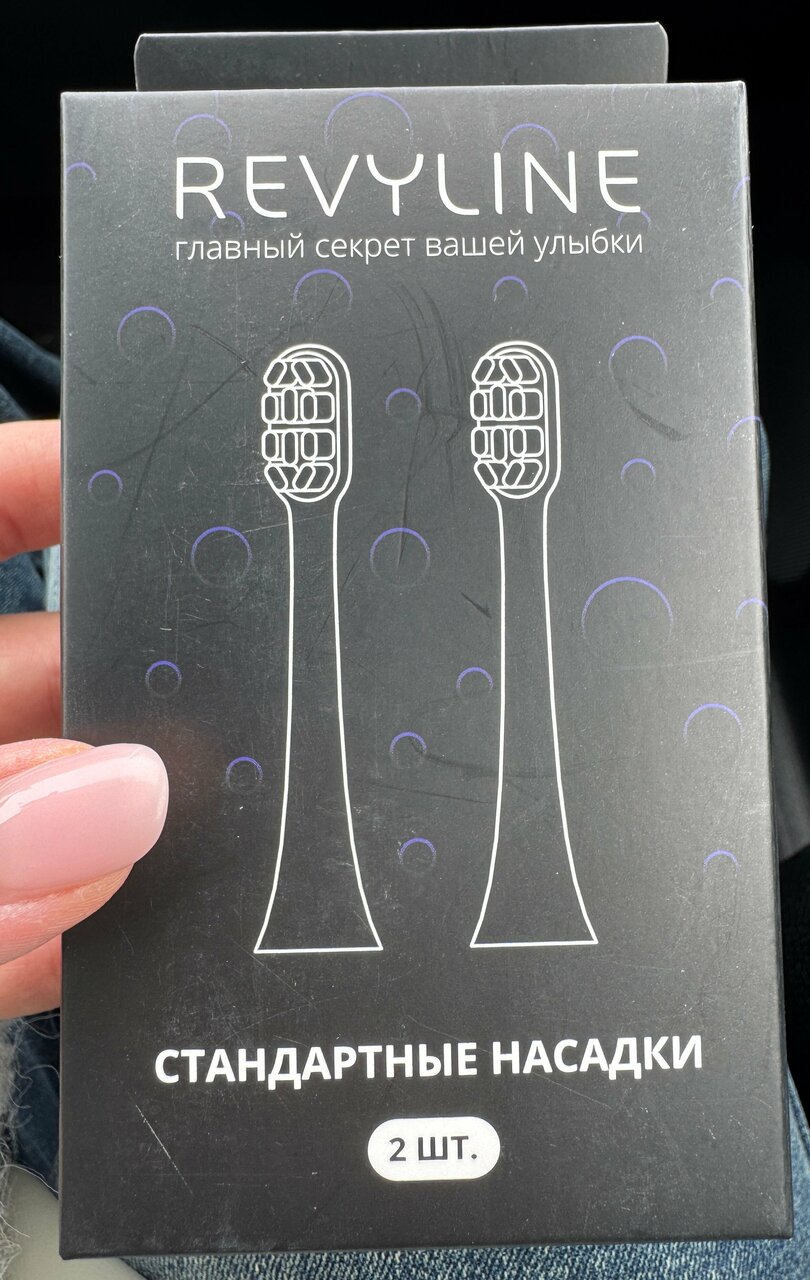 REVYLINE
главный секрет вашей улыбки
СТАНДАРТНЫЕ НАСАДКИ
2 ШТ.